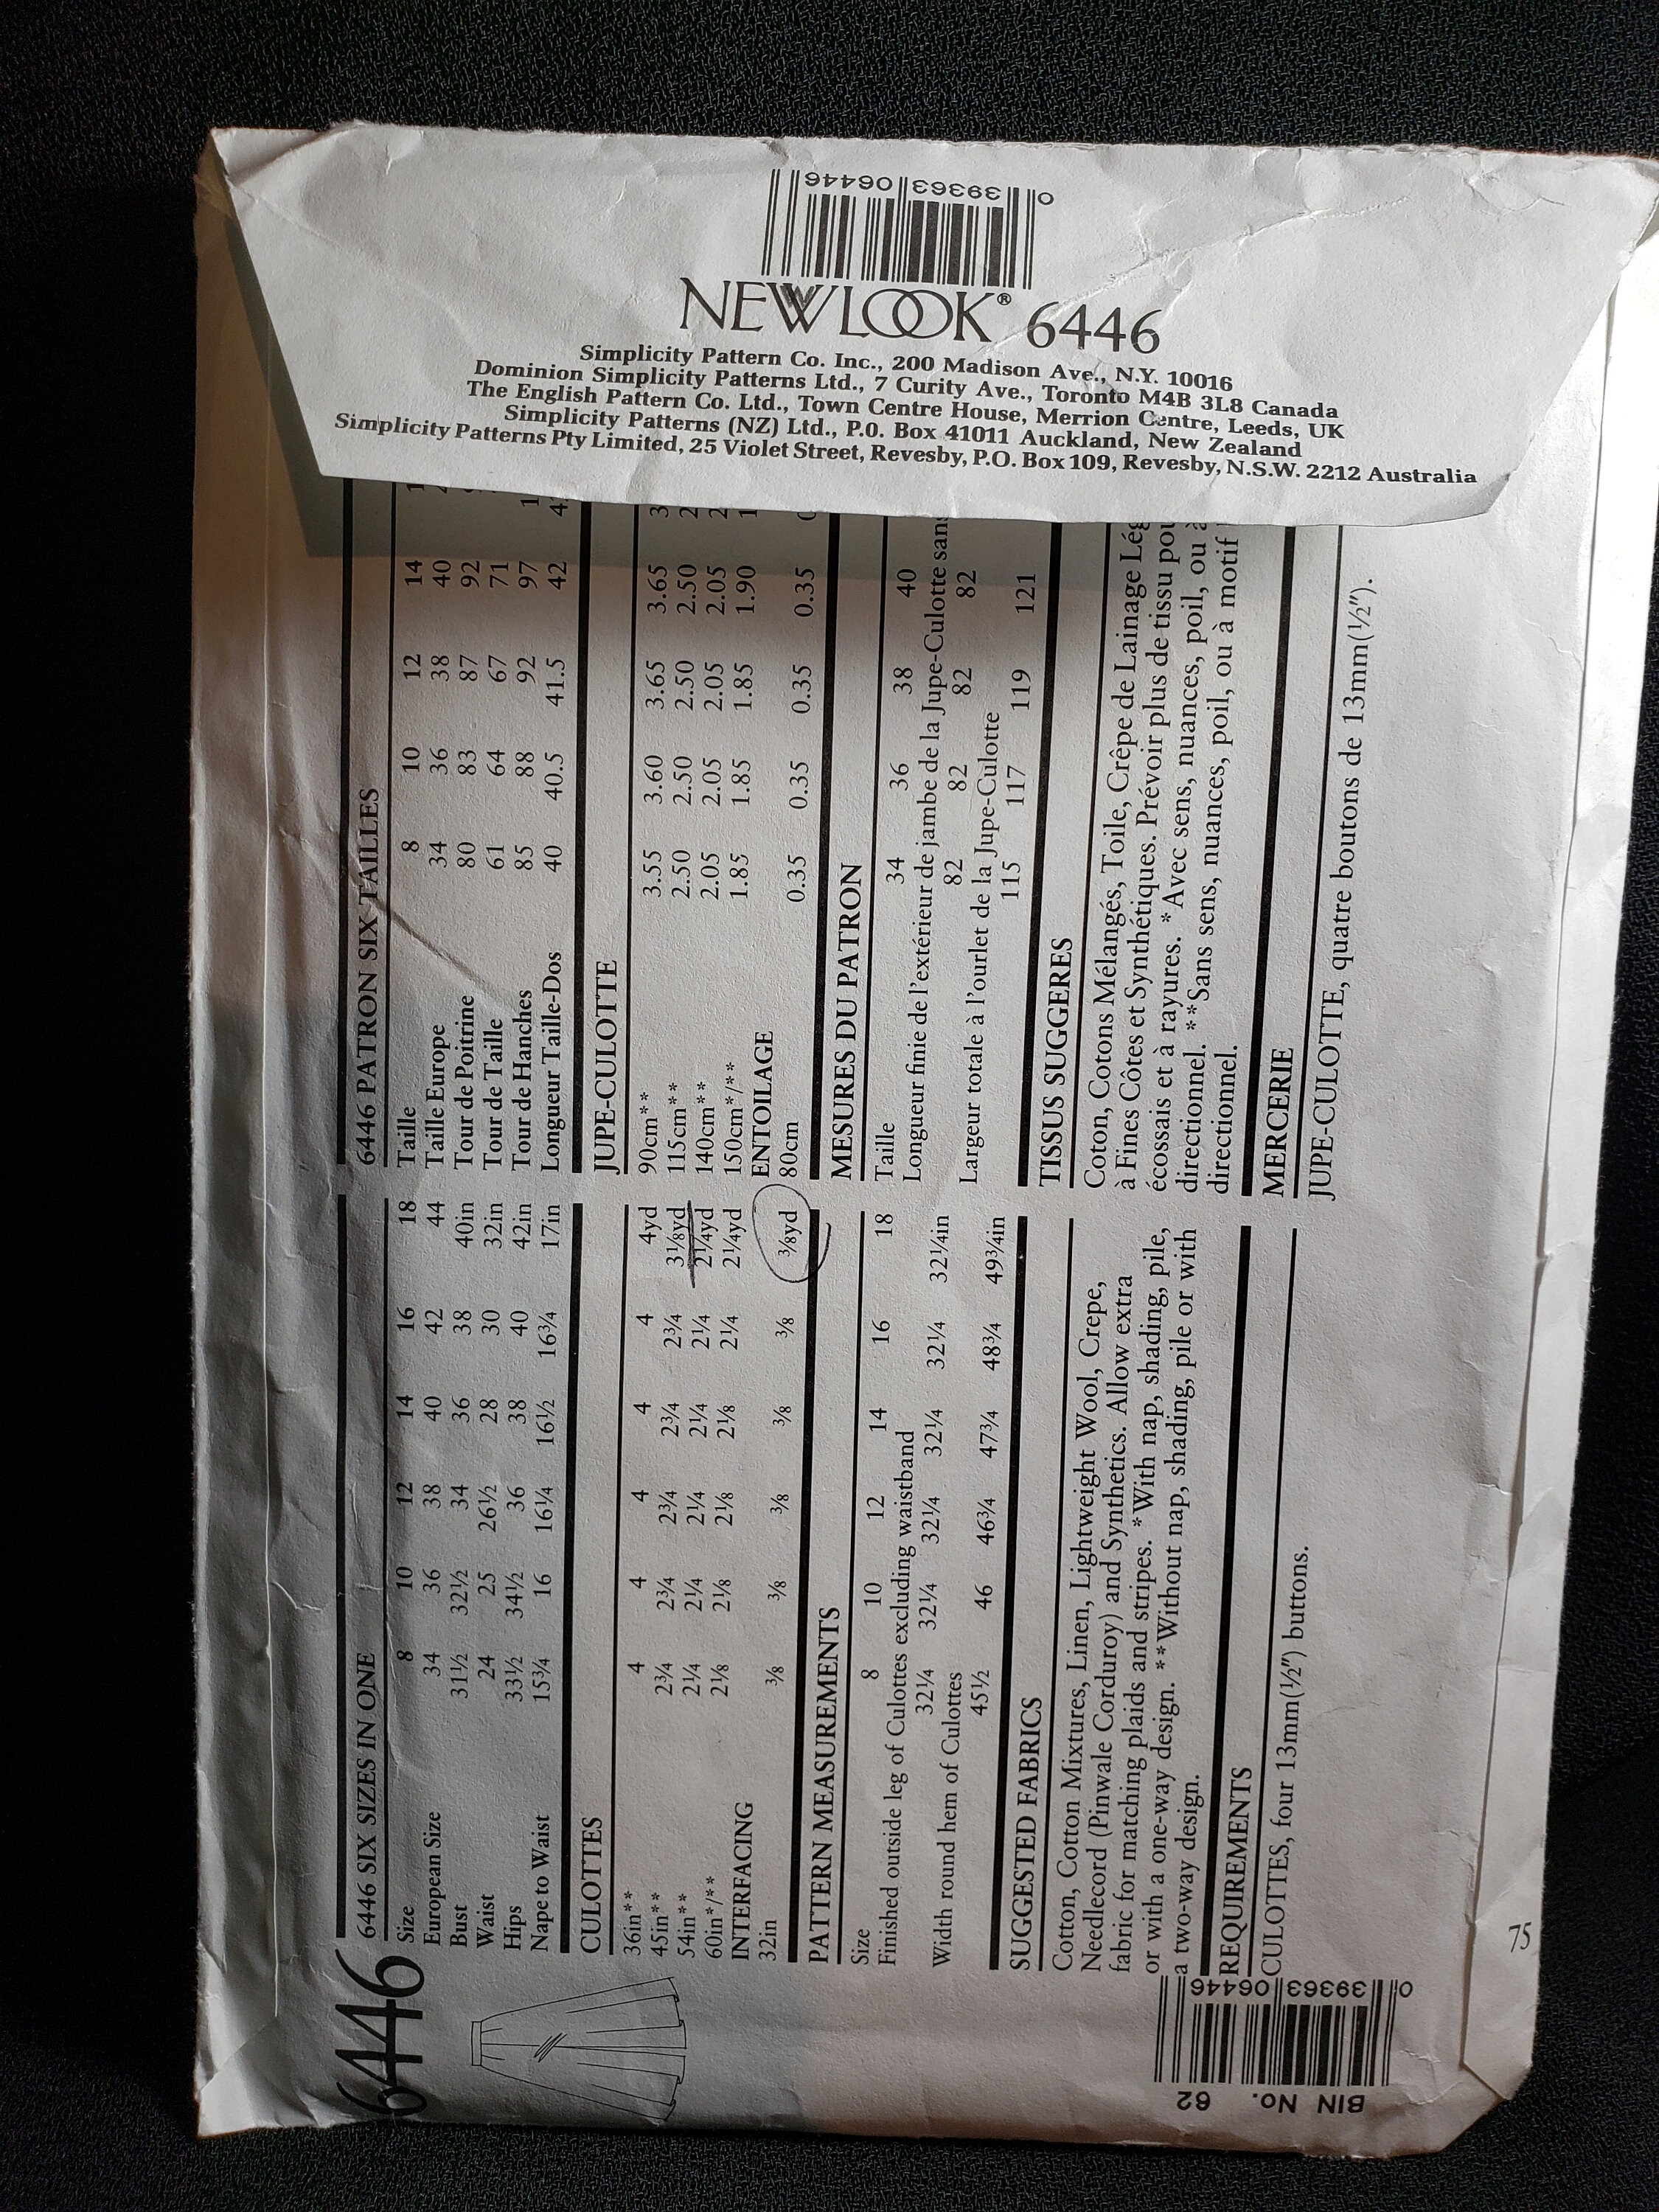 0 39363 06446
NEWLOOK® 6446
Simplicity Pattern Co. Inc., 200 Madison Ave., N.Y. 10016
Dominion Simplicity Patterns Ltd., 7 Curity Ave., Toronto M4B 3L8 Canada
The English Pattern Co. Ltd., Town Centre House, Merrion Centre, Leeds, UK
Simplicity Patterns (NZ) Ltd., P.O. Box 41011 Auckland, New Zealand
Simplicity Patterns Pty Limited, 25 Violet Street, Revesby, P.O. Box 109, Revesby, N.S.W. 2212 Australia
6446
6446 SIX SIZES IN ONE
Size 8 10 12 14 16 18
European Size 34 36 38 40 42 44
Bust 31½ 32½ 34 36 38 40in
Waist 24 25 26½ 28 30 32in
Hips 33½ 34½ 36 38 40 42in
Nape to Waist 15¾ 16 16¼ 16½ 16¾ 17in
CULOTTES
36in** 4 4 4 4 4 4yd
45in** 2¾ 2¾ 2¾ 2¾ 2¾ 3⅛yd
54in** 2¼ 2¼ 2¼ 2¼ 2¼ 2¼yd
60in*/** 2⅛ 2⅛ 2⅛ 2⅛ 2¼ 2¼yd
INTERFACING
32in ⅜ ⅜ ⅜ ⅜ ⅜ ⅜yd
PATTERN MEASUREMENTS
Size 8 10 12 14 16 18
Finished outside leg of Culottes excluding waistband
32¼ 32¼ 32¼ 32¼ 32¼ 32¼in
Width round hem of Culottes
45½ 46 46¾ 47¾ 48¾ 49¾in
SUGGESTED FABRICS
Cotton, Cotton Mixtures, Linen, Lightweight Wool, Crepe,
Needlecord (Pinwale Corduroy) and Synthetics. Allow extra
fabric for matching plaids and stripes. *With nap, shading, pile,
or with a one-way design. **Without nap, shading, pile or with
a two-way design.
REQUIREMENTS
CULOTTES, four 13mm(½") buttons.
6446 PATRON SIX TAILLES
Taille 8 10 12 14 1
Taille Europe 34 36 38 40
Tour de Poitrine 80 83 87 92
Tour de Taille 61 64 67 71
Tour de Hanches 85 88 92 97 1
Longueur Taille-Dos 40 40.5 41.5 42 4
JUPE-CULOTTE
90cm** 3.55 3.60 3.65 3.65 3
115cm** 2.50 2.50 2.50 2.50 2
140cm** 2.05 2.05 2.05 2.05 2
150cm*/** 1.85 1.85 1.85 1.90 1
ENTOILAGE
80cm 0.35 0.35 0.35 0.35
MESURES DU PATRON
Taille 34 36 38 40
Longueur finie de l'extérieur de jambe de la Jupe-Culotte sans
82 82 82 82
Largeur totale à l'ourlet de la Jupe-Culotte
115 117 119 121
TISSUS SUGGERES
Coton, Cotons Mélangés, Toile, Crêpe de Lainage Lég
à Fines Côtes et Synthétiques. Prévoir plus de tissu pou
écossais et à rayures. *Avec sens, nuances, poil, ou à
directionnel. **Sans sens, nuances, poil, ou à motif
directionnel.
MERCERIE
JUPE-CULOTTE, quatre boutons de 13mm(½").
0 39363 06446
BIN No. 62
75